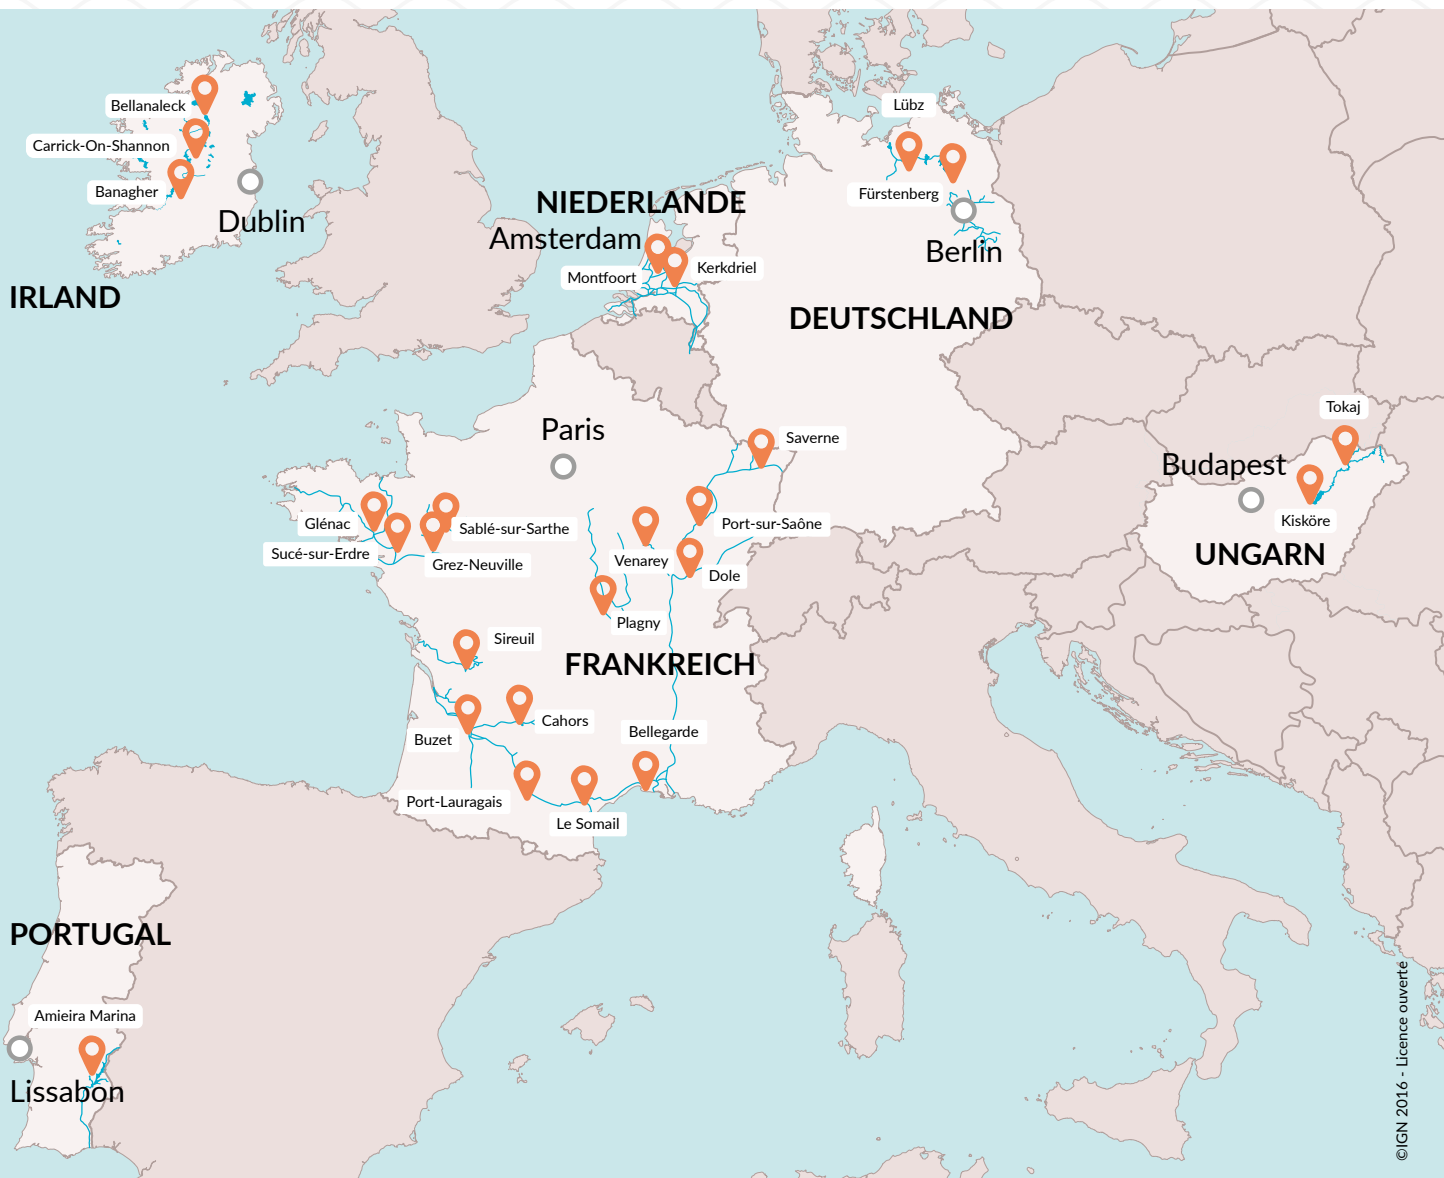 Bellanaleck
Carrick-On-Shannon
Banagher
Dublin
IRLAND
Lübz
Fürstenberg
Berlin
DEUTSCHLAND
NIEDERLANDE
Amsterdam
Montfoort
Kerkdriel
Paris
Saverne
Glénac
Sucé-sur-Erdre
Sablé-sur-Sarthe
Grez-Neuville
Port-sur-Saône
Venarey
Dole
Plagny
Sireuil
FRANKREICH
Cahors
Buzet
Bellegarde
Port-Lauragais
Le Somail
Tokaj
Budapest
Kisköre
UNGARN
PORTUGAL
Amieira Marina
Lissabon
©IGN 2016 - Licence ouverte